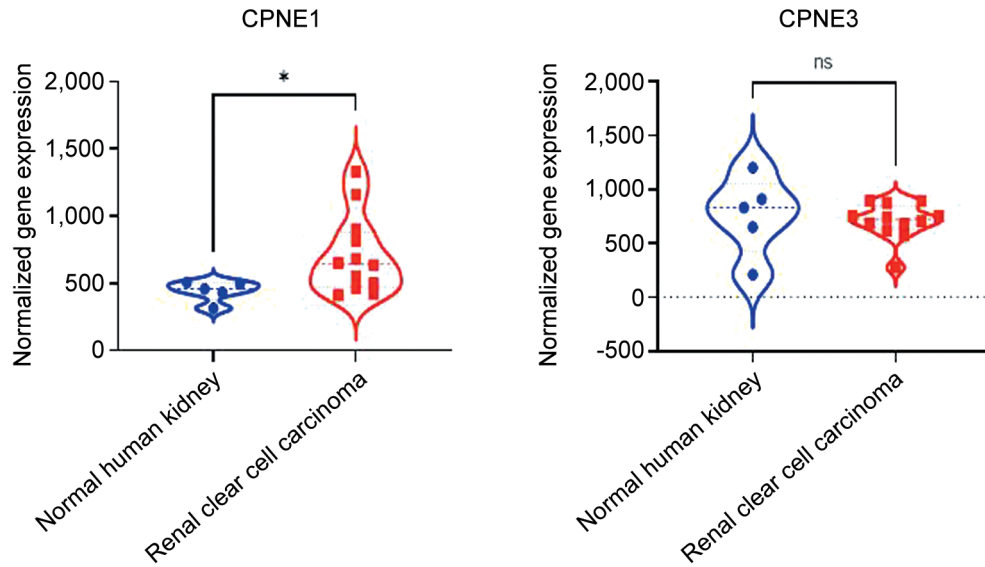 CPNE1
Normalized gene expression
2,000
1,500
1,000
500
0
*
Normal human kidney
Renal clear cell carcinoma
CPNE3
Normalized gene expression
2,000
1,500
1,000
500
0
-500
ns
Normal human kidney
Renal clear cell carcinoma